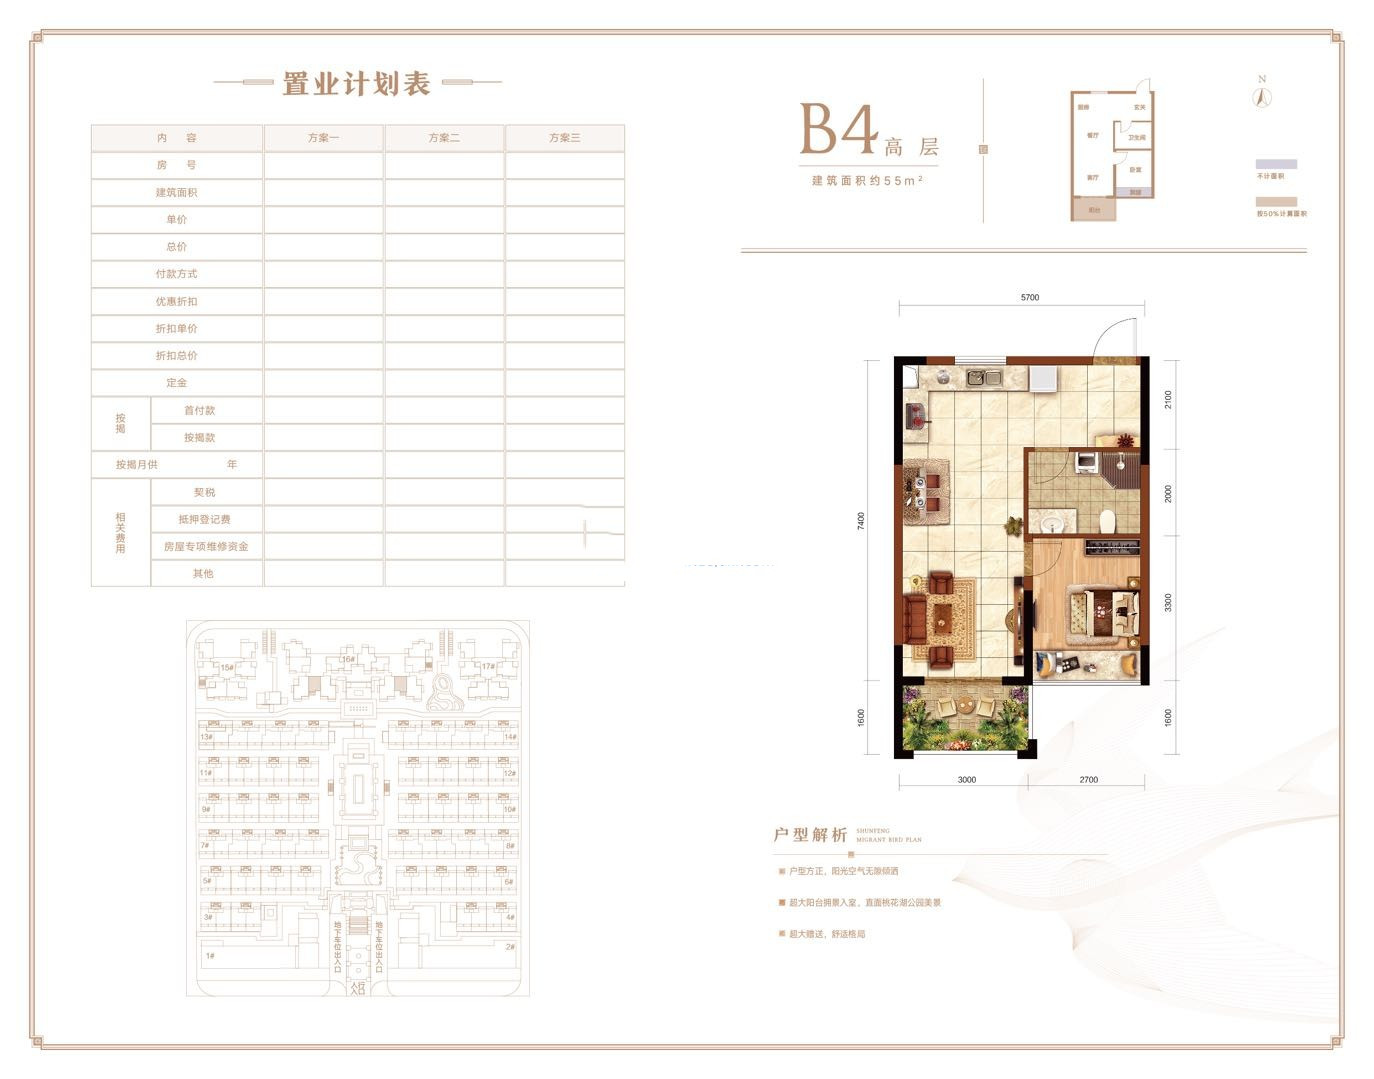 置业计划表
内 容 方案一 方案二 方案三
房 号
建筑面积
单价
总价
付款方式
优惠折扣
折扣单价
折扣总价
定金
按揭
首付款
按揭款
按揭月供 年
相关费用
契税
抵押登记费
房屋专项维修资金
其他
15#
16#
17#
13#
14#
11#
12#
9#
10#
7#
8#
5#
6#
3#
4#
1#
2#
地下车位出入口
地下车位出入口
人行
入口
B4高 层
建筑面积约55m²
厨房
玄关
餐厅
卫生间
客厅
卧室
阳台
N
不计面积
按50%计算面积
5700
2100
2000
7400
3300
1600
1600
3000
2700
户型解析
SHUNFENG
MIGRANT BIRD PLAN
户型方正，阳光空气无隙倾洒
超大阳台拥景入室，直面桃花湖公园美景
超大赠送，舒适格局